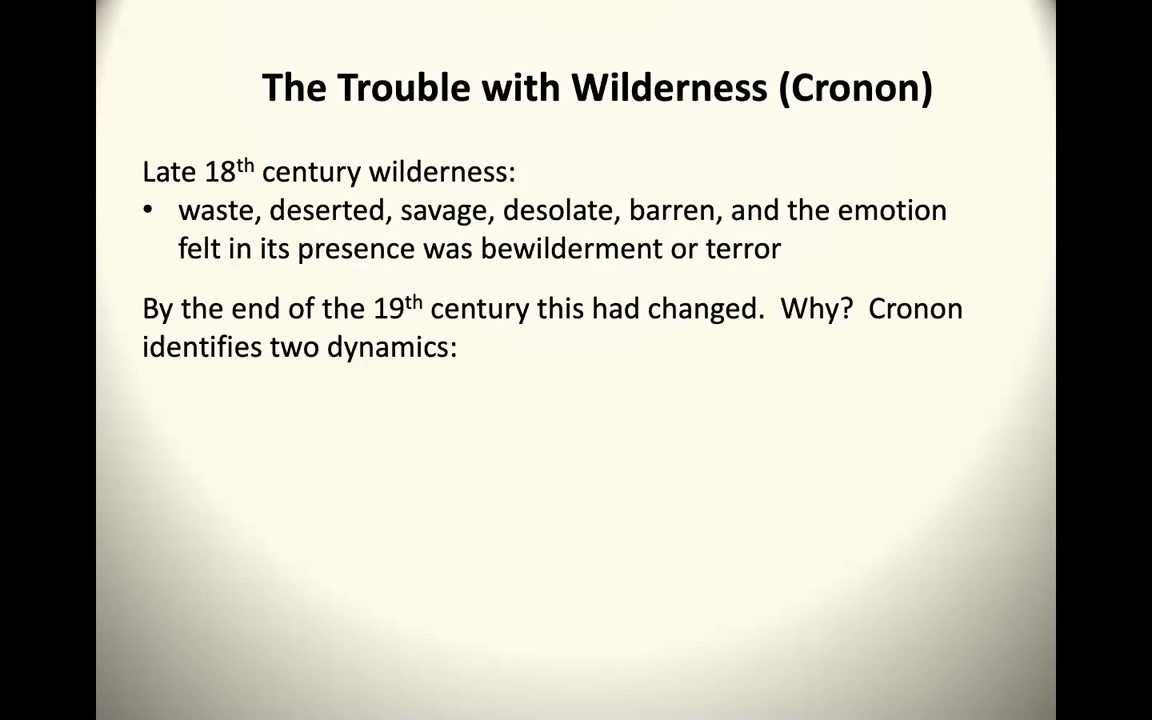 The Trouble with Wilderness (Cronon)
Late 18th century wilderness:
• waste, deserted, savage, desolate, barren, and the emotion
felt in its presence was bewilderment or terror
By the end of the 19th century this had changed.  Why?  Cronon
identifies two dynamics: